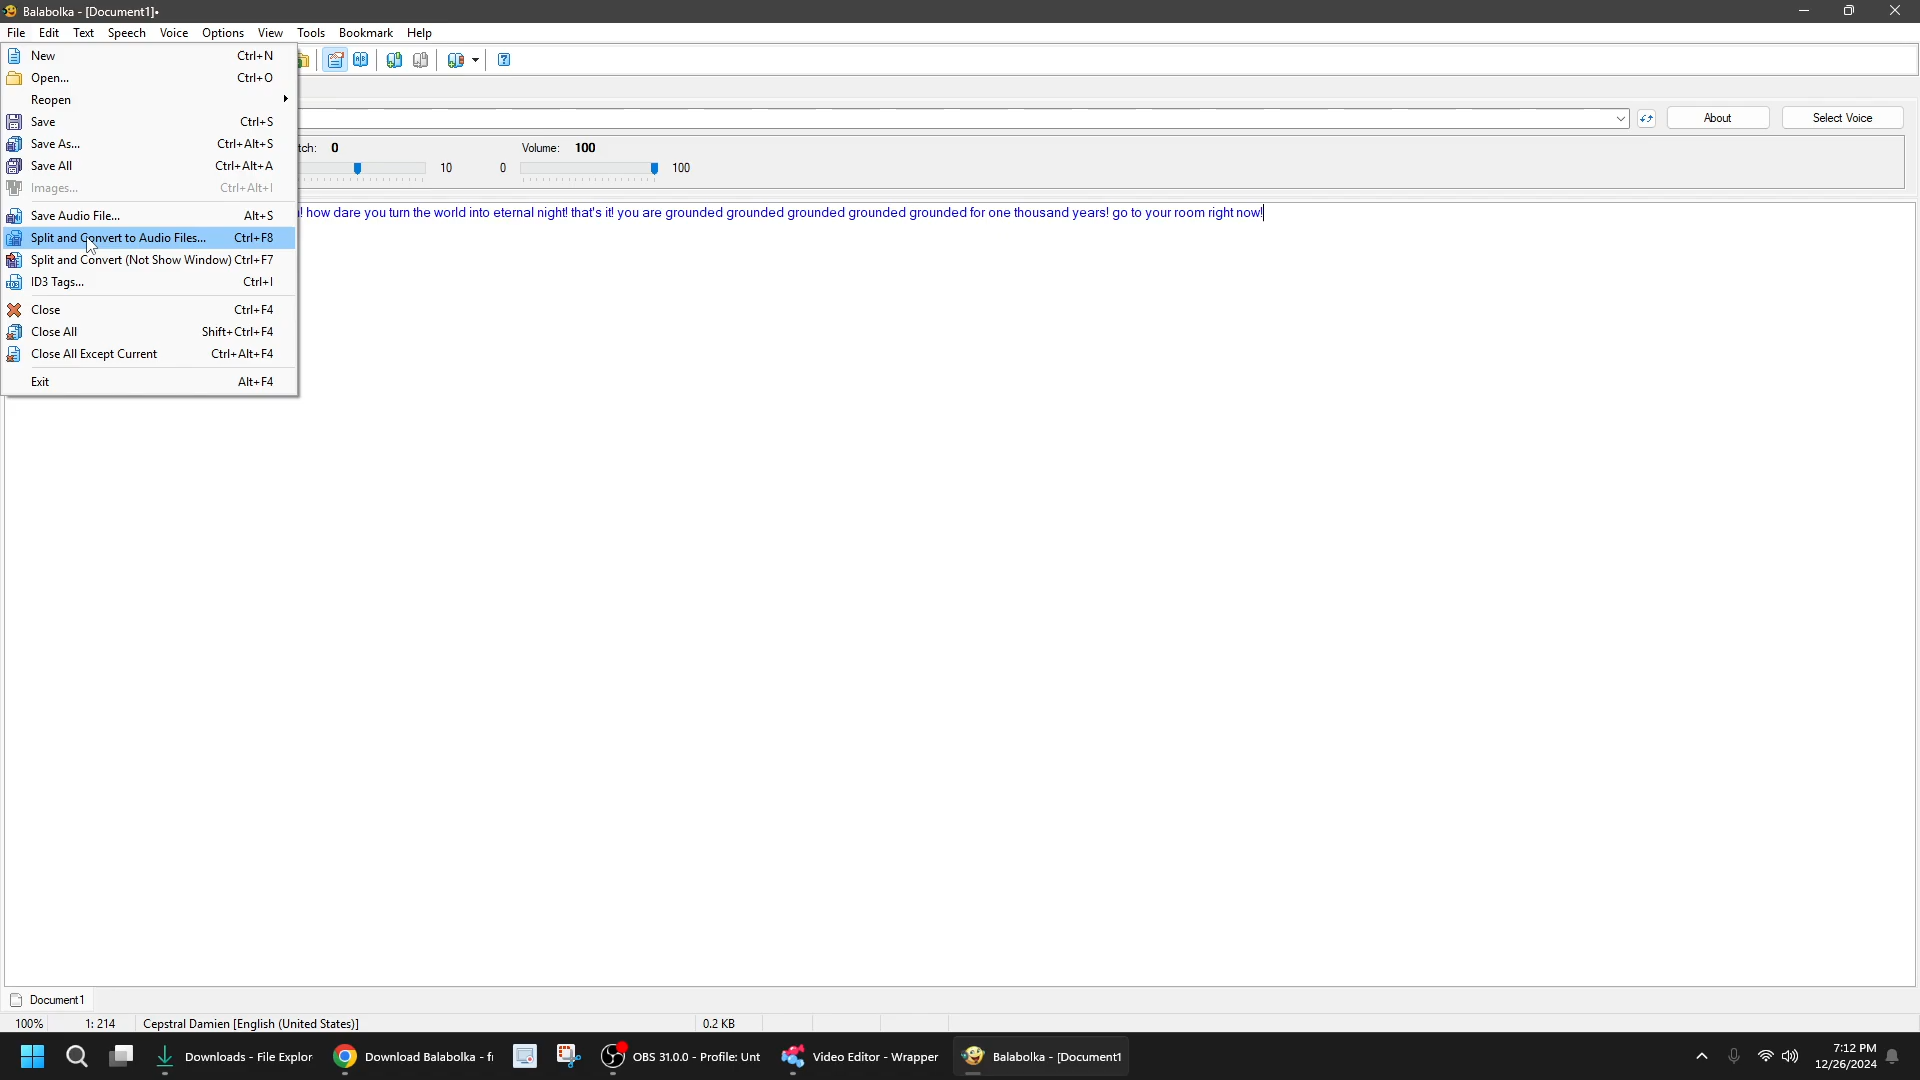 Balabolka - [Document1]•
File Edit Text Speech Voice Options View Tools Bookmark Help
New Ctrl+N
Open... Ctrl+O
Reopen
Save Ctrl+S
About Select Voice
Save As... Ctrl+Alt+S
tch: 0 Volume: 100
Save All Ctrl+Alt+A
10 0 100
Images... Ctrl+Alt+I
Save Audio File... Alt+S
! how dare you turn the world into eternal night! that's it! you are grounded grounded grounded grounded grounded for one thousand years! go to your room right now!
Split and Convert to Audio Files... Ctrl+F8
Split and Convert (Not Show Window) Ctrl+F7
ID3 Tags... Ctrl+I
Close Ctrl+F4
Close All Shift+Ctrl+F4
Close All Except Current Ctrl+Alt+F4
Exit Alt+F4
Document1
100% 1: 214 Cepstral Damien [English (United States)] 0.2 KB
Downloads - File Explor Download Balabolka - fi OBS 31.0.0 - Profile: Unt Video Editor - Wrapper Balabolka - [Document1
7:12 PM
12/26/2024